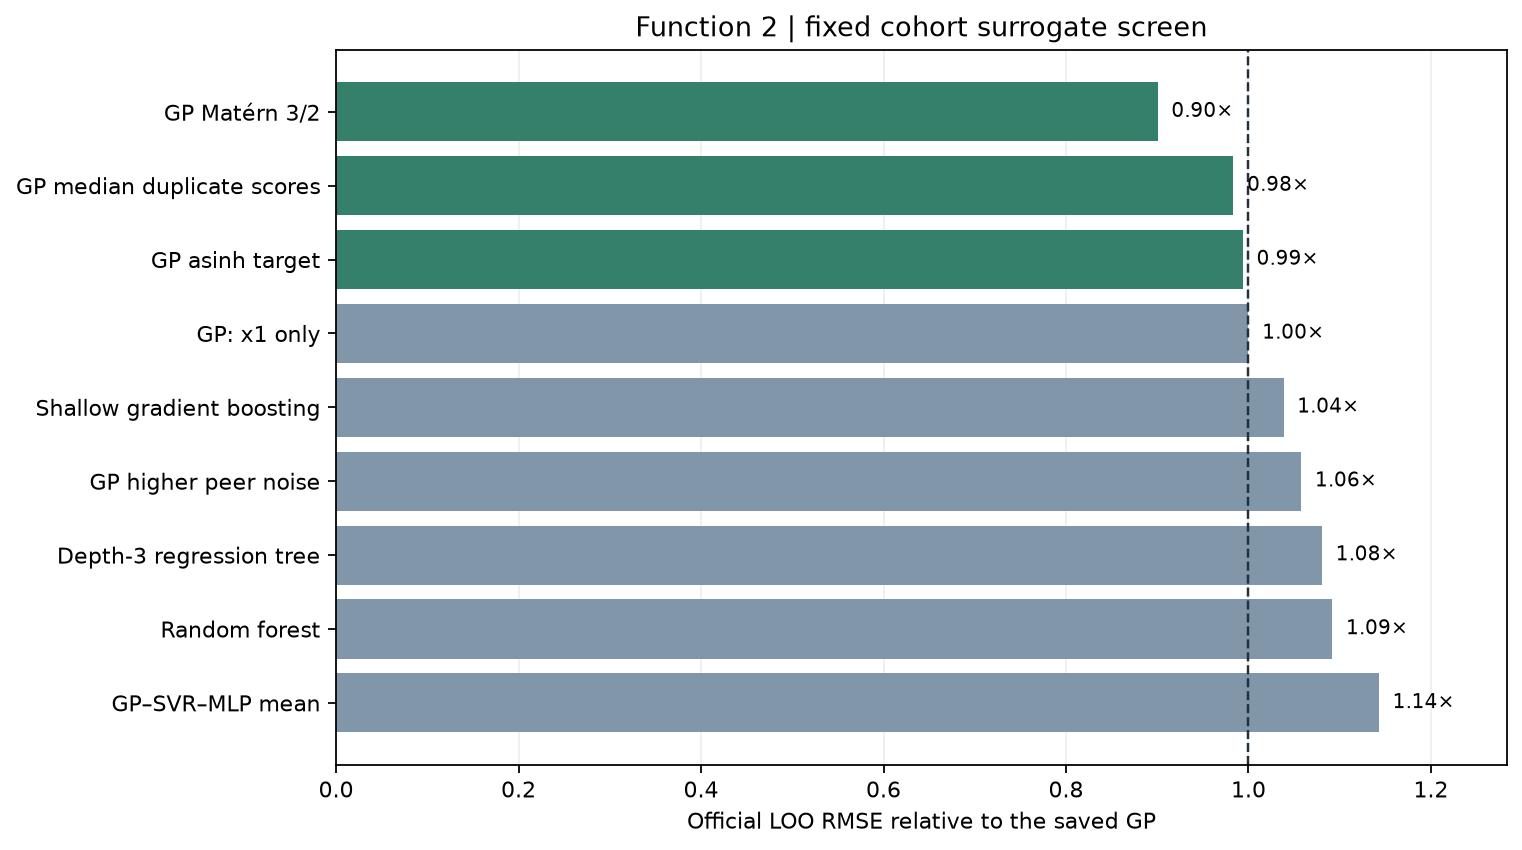 Function 2 | fixed cohort surrogate screen
GP Matérn 3/2
0.90×
GP median duplicate scores
0.98×
GP asinh target
0.99×
GP: x1 only
1.00×
Shallow gradient boosting
1.04×
GP higher peer noise
1.06×
Depth-3 regression tree
1.08×
Random forest
1.09×
GP–SVR–MLP mean
1.14×
0.0 0.2 0.4 0.6 0.8 1.0 1.2
Official LOO RMSE relative to the saved GP